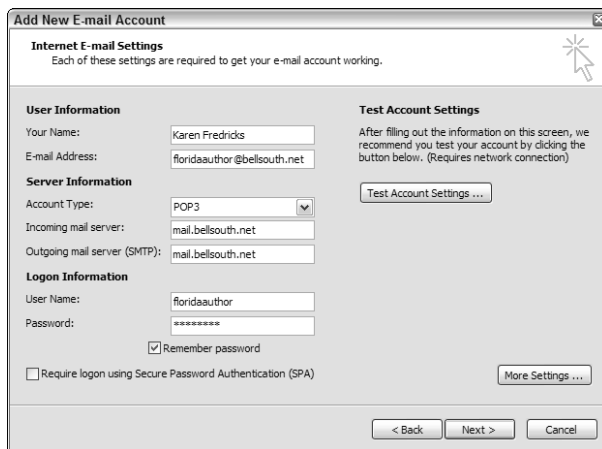 Add New E-mail Account
Internet E-mail Settings
Each of these settings are required to get your e-mail account working.
User Information
Your Name:
Karen Fredricks
E-mail Address:
floridaauthor@bellsouth.net
Server Information
Account Type:
POP3
Incoming mail server:
mail.bellsouth.net
Outgoing mail server (SMTP):
mail.bellsouth.net
Logon Information
User Name:
floridaauthor
Password:
********
Remember password
Require logon using Secure Password Authentication (SPA)
Test Account Settings
After filling out the information on this screen, we
recommend you test your account by clicking the
button below. (Requires network connection)
Test Account Settings ...
More Settings ...
< Back
Next >
Cancel